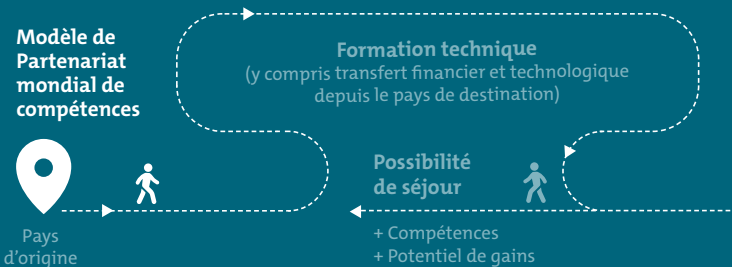 Modèle de
Partenariat
mondial de
compétences
Formation technique
(y compris transfert financier et technologique
depuis le pays de destination)
Possibilité
de séjour
Pays
d'origine
+ Compétences
+ Potentiel de gains